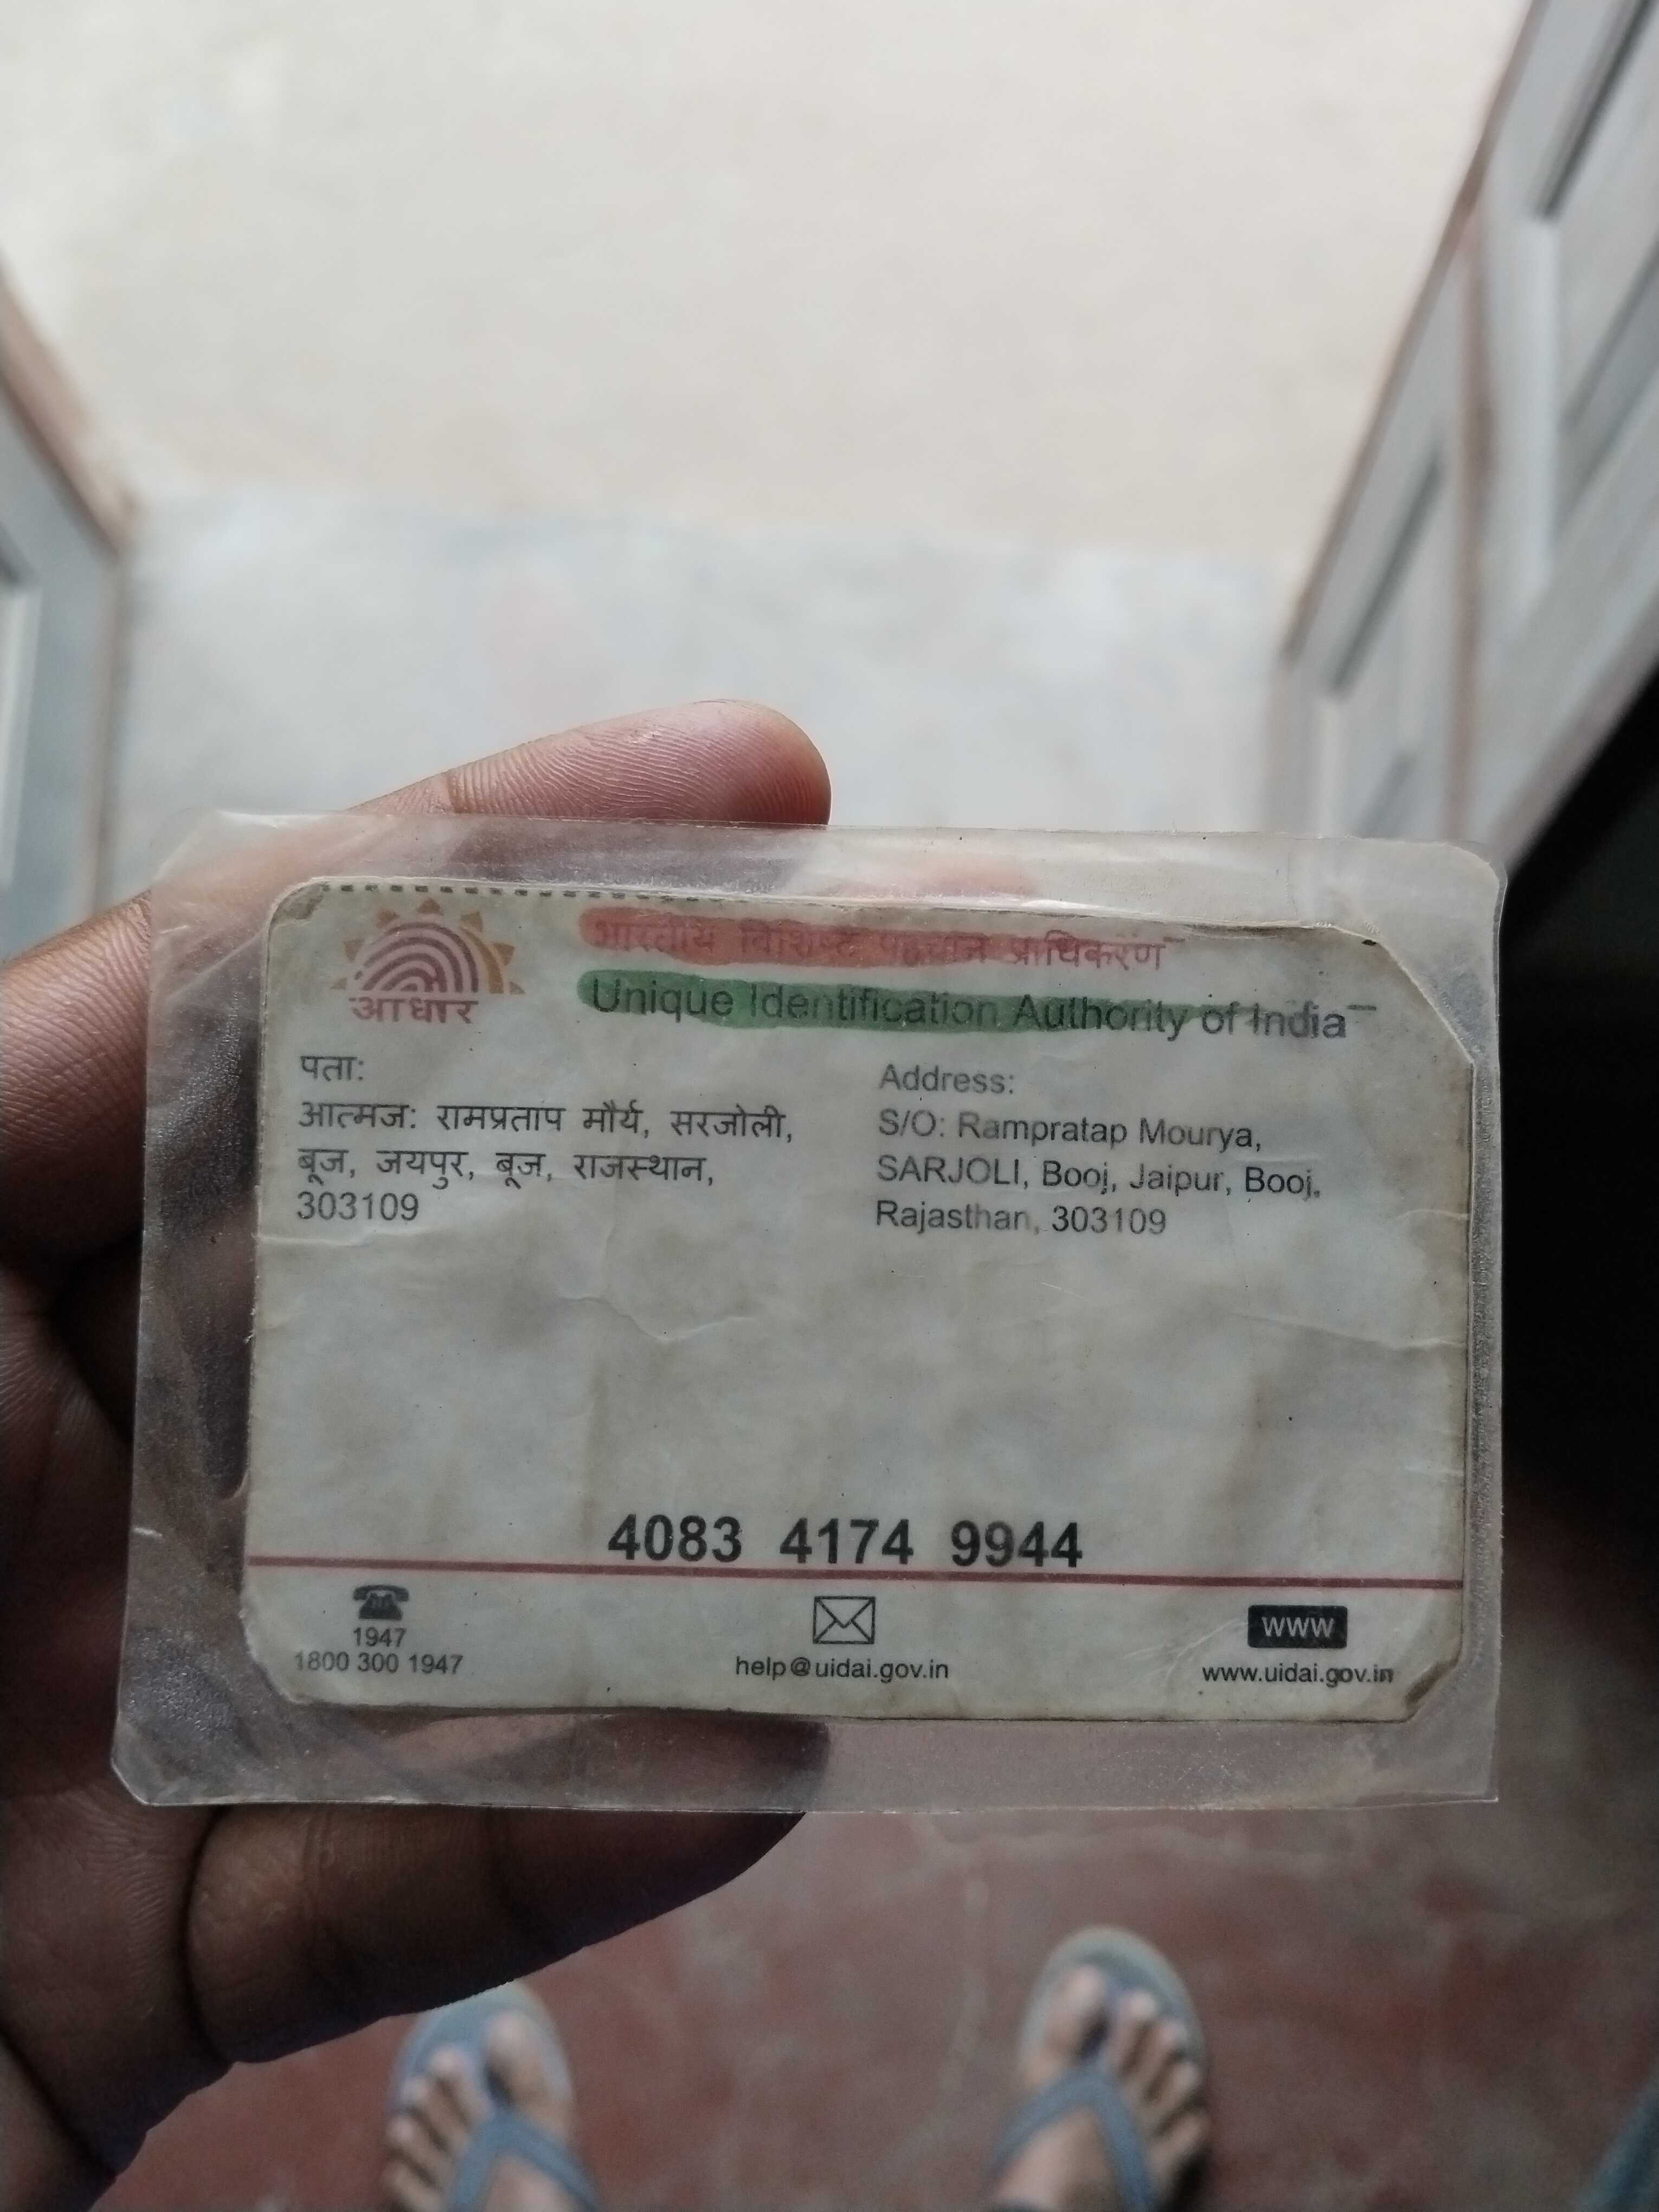 आधार
भारतीय विशिष्ट पहचान प्राधिकरण
Unique Identification Authority of India
पता:
आत्मज: रामप्रताप मौर्य, सरजोली,
बूज, जयपुर, बूज, राजस्थान,
303109
Address:
S/O: Rampratap Mourya,
SARJOLI, Booj, Jaipur, Booj,
Rajasthan, 303109
4083 4174 9944
1947
1800 300 1947
help@uidai.gov.in
www
www.uidai.gov.in